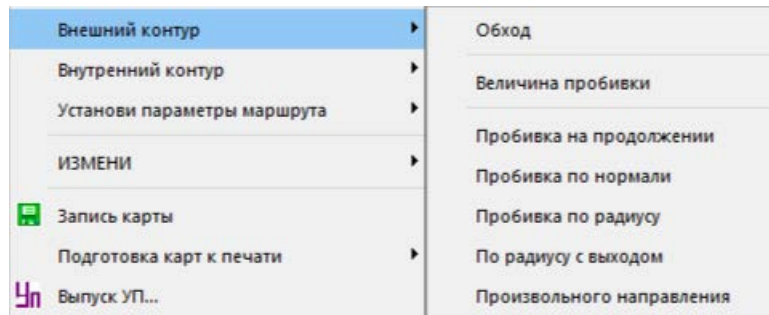 Внешний контур
Внутренний контур
Установи параметры маршрута
ИЗМЕНИ
Запись карты
Подготовка карт к печати
Уп Выпуск УП...
Обход
Величина пробивки
Пробивка на продолжении
Пробивка по нормали
Пробивка по радиусу
По радиусу с выходом
Произвольного направления